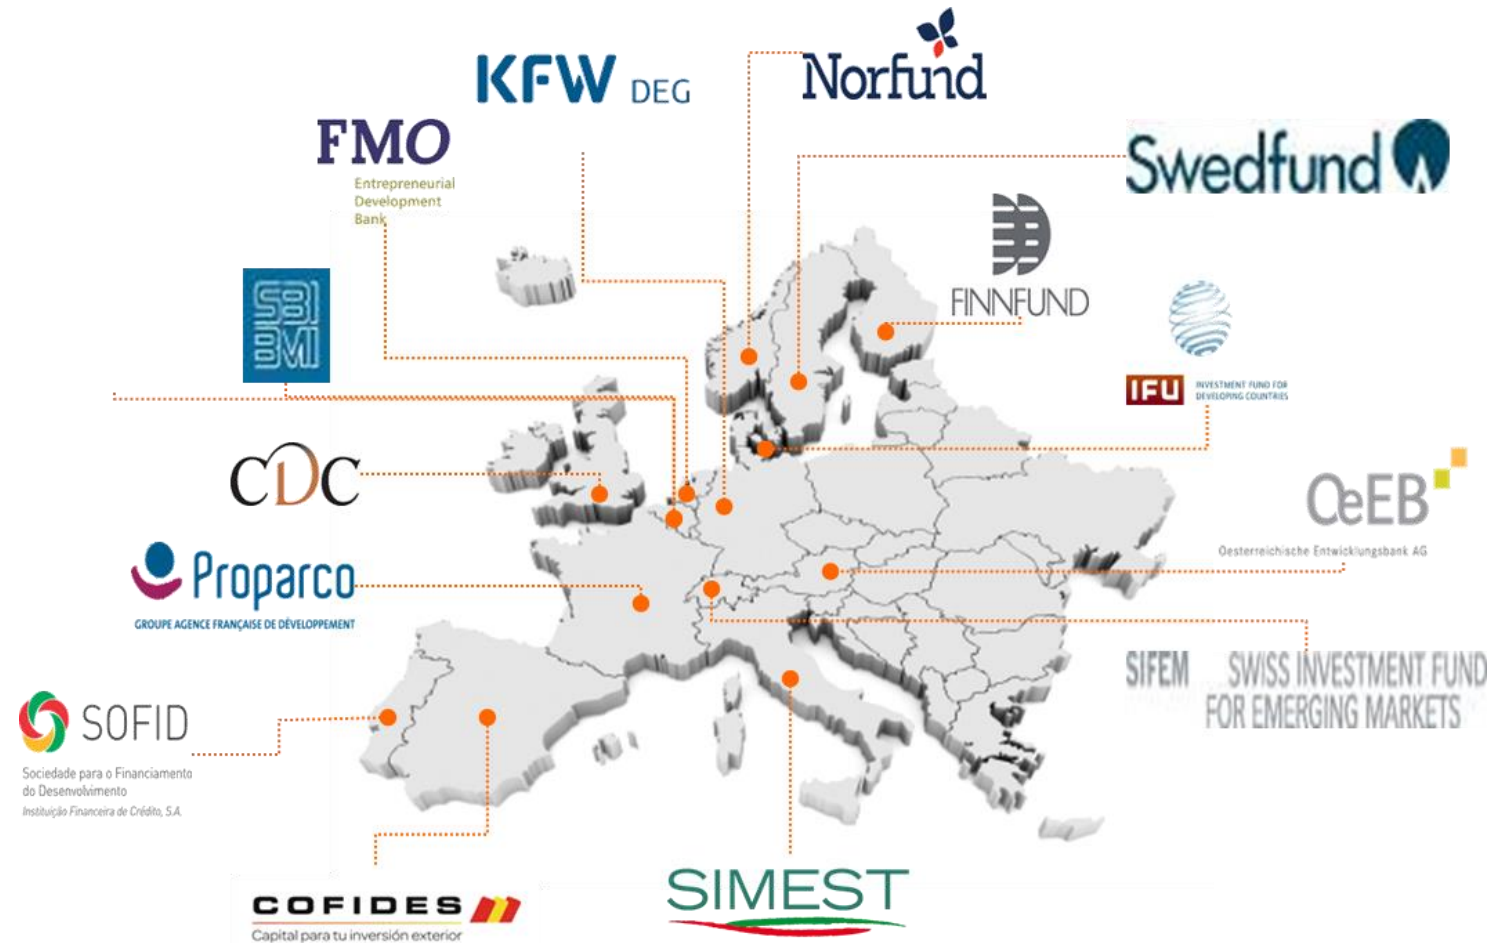 KFW DEG
Norfund
FMO
Entrepreneurial
Development
Bank
Swedfund
SBI
BMI
FINNFUND
IFU INVESTMENT FUND FOR
DEVELOPING COUNTRIES
CDC
OeEB
Oesterreichische Entwicklungsbank AG
Proparco
GROUPE AGENCE FRANÇAISE DE DÉVELOPPEMENT
SIFEM SWISS INVESTMENT FUND
FOR EMERGING MARKETS
SOFID
Sociedade para o Financiamento
do Desenvolvimento
Instituição Financeira de Crédito, S.A.
COFIDES
Capital para tu inversión exterior
SIMEST